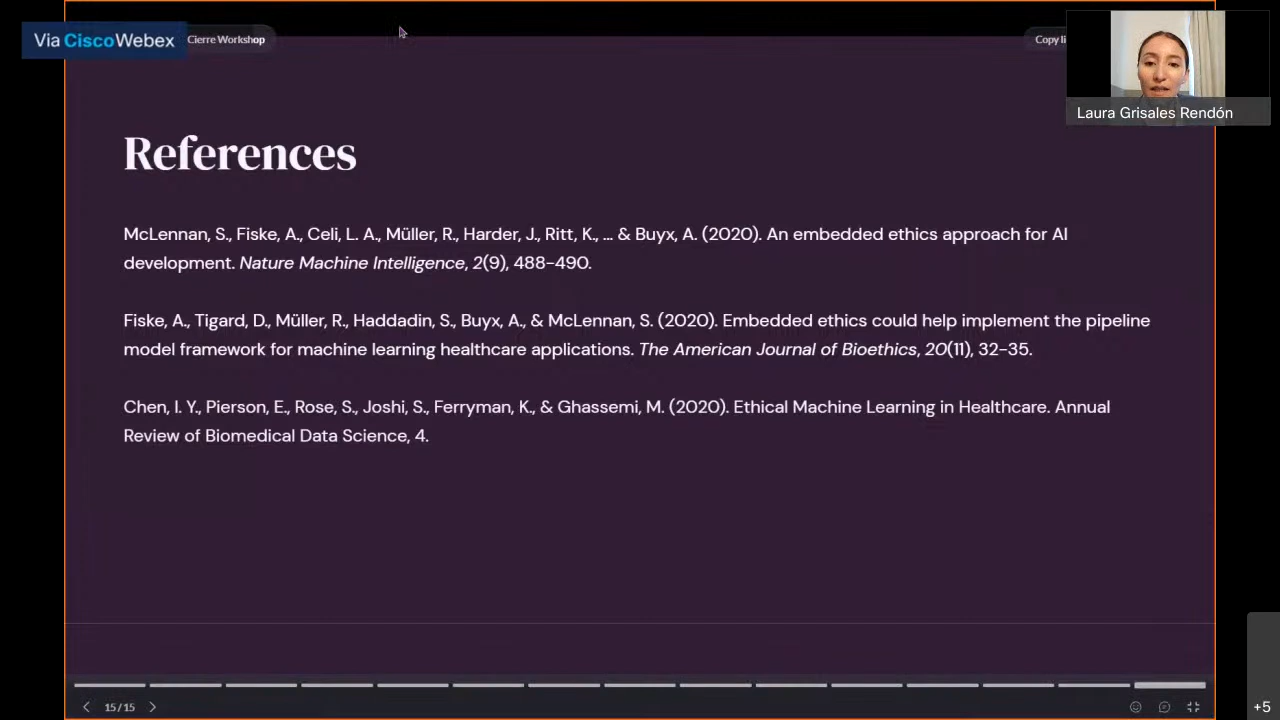 Via Cisco Webex
Cierre Workshop
Copy li
Laura Grisales Rendón
References
McLennan, S., Fiske, A., Celi, L. A., Müller, R., Harder, J., Ritt, K., ... & Buyx, A. (2020). An embedded ethics approach for AI
development. Nature Machine Intelligence, 2(9), 488-490.
Fiske, A., Tigard, D., Müller, R., Haddadin, S., Buyx, A., & McLennan, S. (2020). Embedded ethics could help implement the pipeline
model framework for machine learning healthcare applications. The American Journal of Bioethics, 20(11), 32-35.
Chen, I. Y., Pierson, E., Rose, S., Joshi, S., Ferryman, K., & Ghassemi, M. (2020). Ethical Machine Learning in Healthcare. Annual
Review of Biomedical Data Science, 4.
15/15
+5